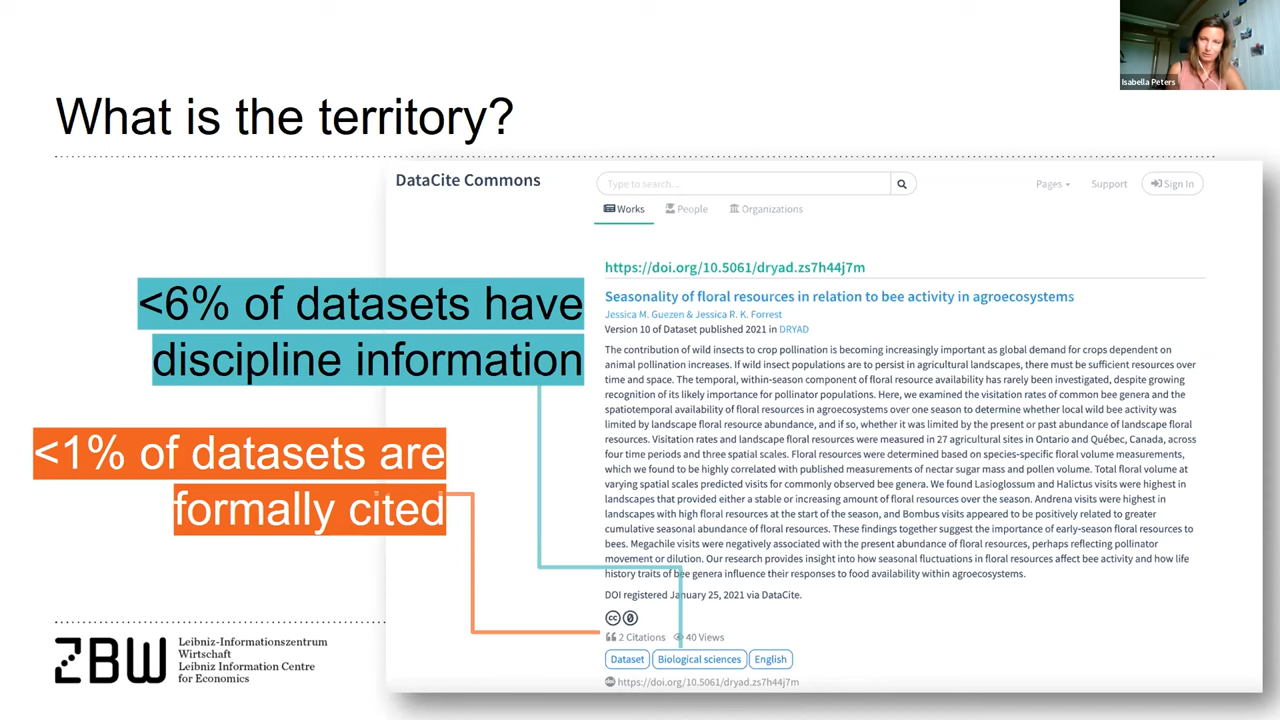 Isabella Peters
What is the territory?
DataCite Commons
Type to search...
Pages
Support
Sign In
Works
People
Organizations
<6% of datasets have
discipline information
<1% of datasets are
formally cited
https://doi.org/10.5061/dryad.zs7h44j7m
Seasonality of floral resources in relation to bee activity in agroecosystems
Jessica M. Guezen & Jessica R. K. Forrest
Version 10 of Dataset published 2021 in DRYAD
The contribution of wild insects to crop pollination is becoming increasingly important as global demand for crops dependent on
animal pollination increases. If wild insect populations are to persist in agricultural landscapes, there must be sufficient resources over
time and space. The temporal, within-season component of floral resource availability has rarely been investigated, despite growing
recognition of its likely importance for pollinator populations. Here, we examined the visitation rates of common bee genera and the
spatiotemporal availability of floral resources in agroecosystems over one season to determine whether local wild bee activity was
limited by landscape floral resource abundance, and if so, whether it was limited by the present or past abundance of landscape floral
resources. Visitation rates and landscape floral resources were measured in 27 agricultural sites in Ontario and Québec, Canada, across
four time periods and three spatial scales. Floral resources were determined based on species-specific floral volume measurements,
which we found to be highly correlated with published measurements of nectar sugar mass and pollen volume. Total floral volume at
varying spatial scales predicted visits for commonly observed bee genera. We found Lasioglossum and Halictus visits were highest in
landscapes that provided either a stable or increasing amount of floral resources over the season. Andrena visits were highest in
landscapes with high floral resources at the start of the season, and Bombus visits appeared to be positively related to greater
cumulative seasonal abundance of floral resources. These findings together suggest the importance of early-season floral resources to
bees. Megachile visits were negatively associated with the present abundance of floral resources, perhaps reflecting pollinator
movement or dilution. Our research provides insight into how seasonal fluctuations in floral resources affect bee activity and how life
history traits of bee genera influence their responses to food availability within agroecosystems.
DOI registered January 25, 2021 via DataCite.
2 Citations
40 Views
Dataset
Biological sciences
English
https://doi.org/10.5061/dryad.zs7h44j7m
ZBW
Leibniz-Informationszentrum
Wirtschaft
Leibniz Information Centre
for Economics